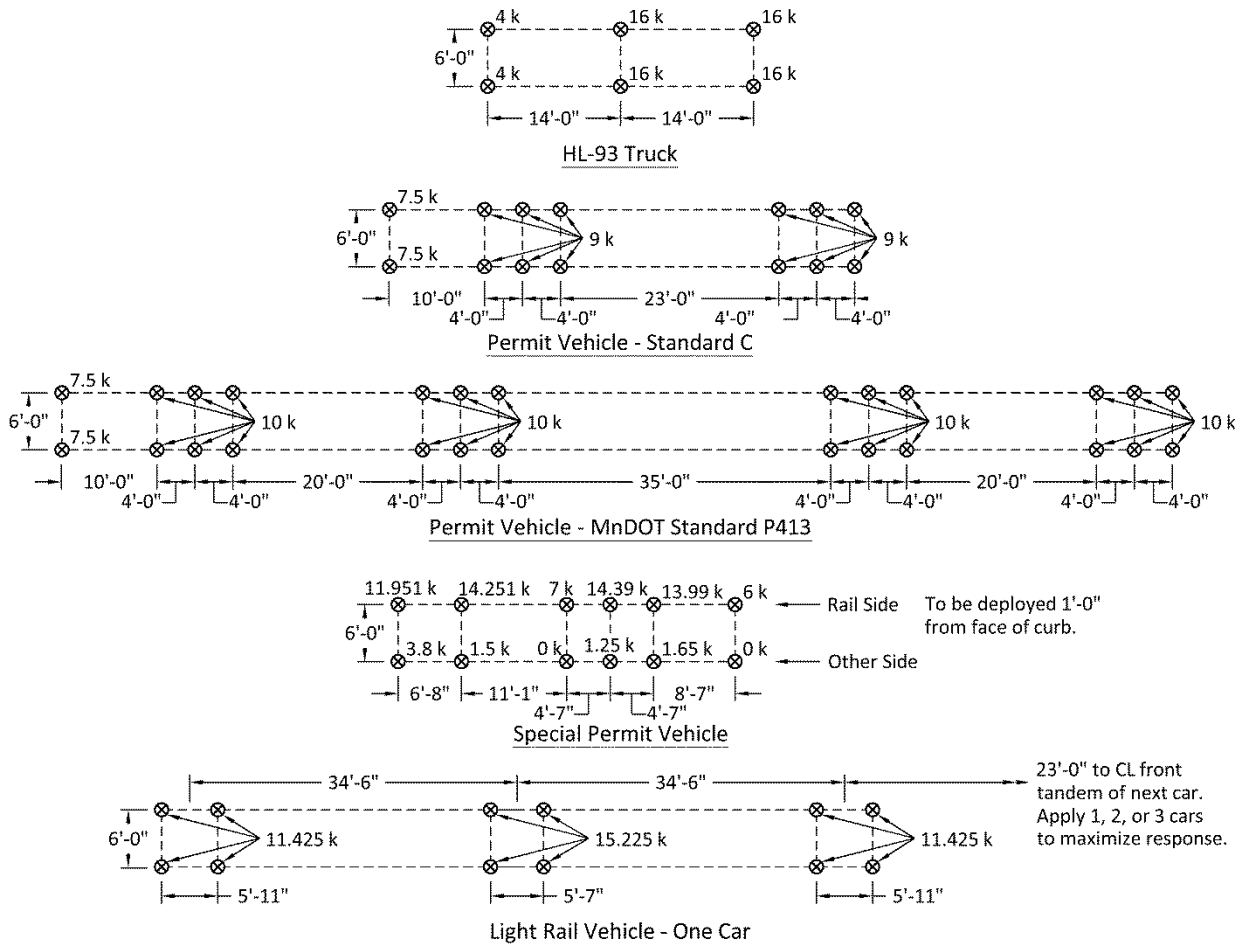 4 k 16 k 16 k
6'-0"
4 k 16 k 16 k
14'-0" 14'-0"
HL-93 Truck
7.5 k
6'-0" 9 k 9 k
7.5 k
10'-0" 23'-0"
4'-0" 4'-0" 4'-0" 4'-0"
Permit Vehicle - Standard C
7.5 k
6'-0" 10 k 10 k 10 k 10 k
7.5 k
10'-0" 20'-0" 35'-0" 20'-0"
4'-0" 4'-0" 4'-0" 4'-0" 4'-0" 4'-0" 4'-0" 4'-0"
Permit Vehicle - MnDOT Standard P413
11.951 k 14.251 k 7 k 14.39 k 13.99 k 6 k
Rail Side
To be deployed 1'-0"
from face of curb.
6'-0"
3.8 k 1.5 k 0 k 1.25 k 1.65 k 0 k
Other Side
6'-8" 11'-1" 8'-7"
4'-7" 4'-7"
Special Permit Vehicle
34'-6" 34'-6"
23'-0" to CL front
tandem of next car.
Apply 1, 2, or 3 cars
to maximize response.
6'-0" 11.425 k 15.225 k 11.425 k
5'-11" 5'-7" 5'-11"
Light Rail Vehicle - One Car